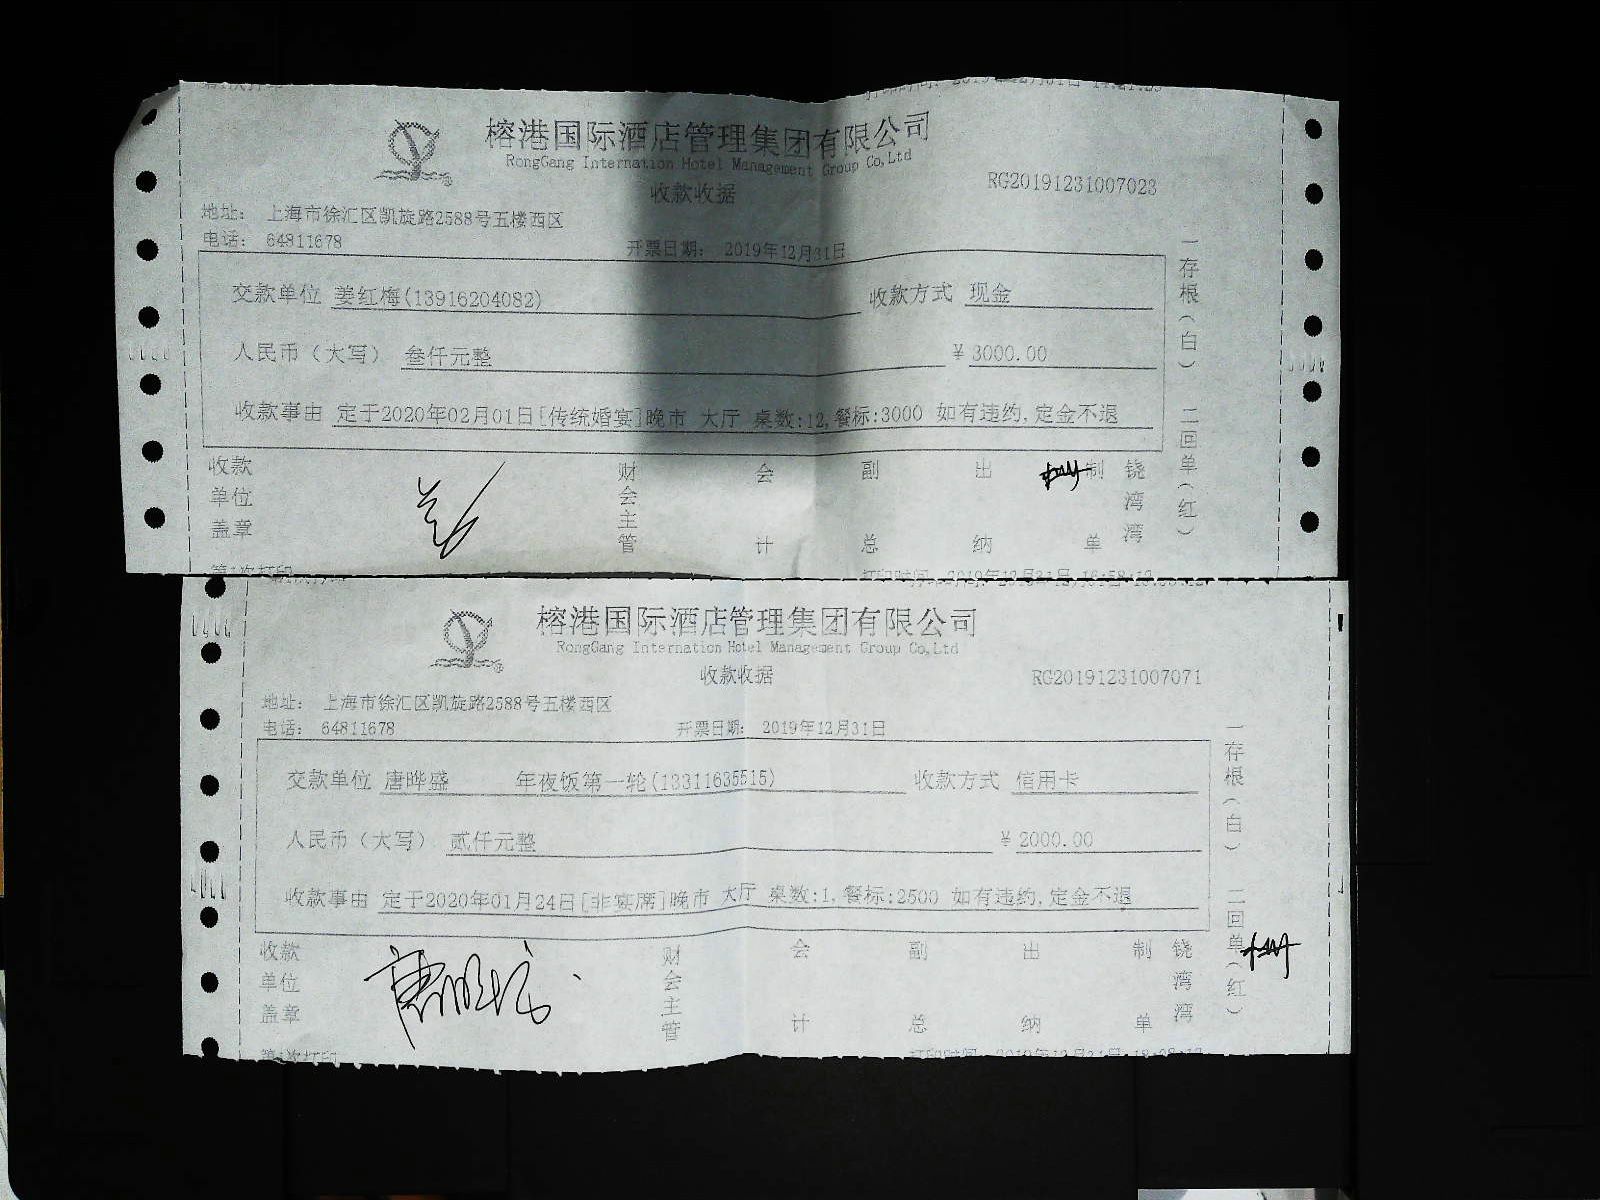 榕港国际酒店管理集团有限公司
RongGang Internation Hotel Management Group Co,Ltd
收款收据
RG20191231007023
地址: 上海市徐汇区凯旋路2588号五楼西区
电话: 64811678
开票日期: 2019年12月31日
交款单位 姜红梅(13916204082) 收款方式 现金
人民币(大写) 叁仟元整 ¥ 3000.00
收款事由 定于2020年02月01日[传统婚宴]晚市 大厅 桌数:12,餐标:3000 如有违约,定金不退
收款单位盖章 财会主管 会计 副总 出纳 制单 铙湾湾
一存根(白) 二回单(红)
榕港国际酒店管理集团有限公司
RongGang Internation Hotel Management Group Co,Ltd
收款收据
RG20191231007071
地址: 上海市徐汇区凯旋路2588号五楼西区
电话: 64811678
开票日期: 2019年12月31日
交款单位 唐晔盛 年夜饭第一轮(13311635515) 收款方式 信用卡
人民币(大写) 贰仟元整 ¥ 2000.00
收款事由 定于2020年01月24日[非宴席]晚市 大厅 桌数:1,餐标:2500 如有违约,定金不退
收款单位盖章 财会主管 会计 副总 出纳 制单 铙湾湾
一存根(白) 二回单(红)